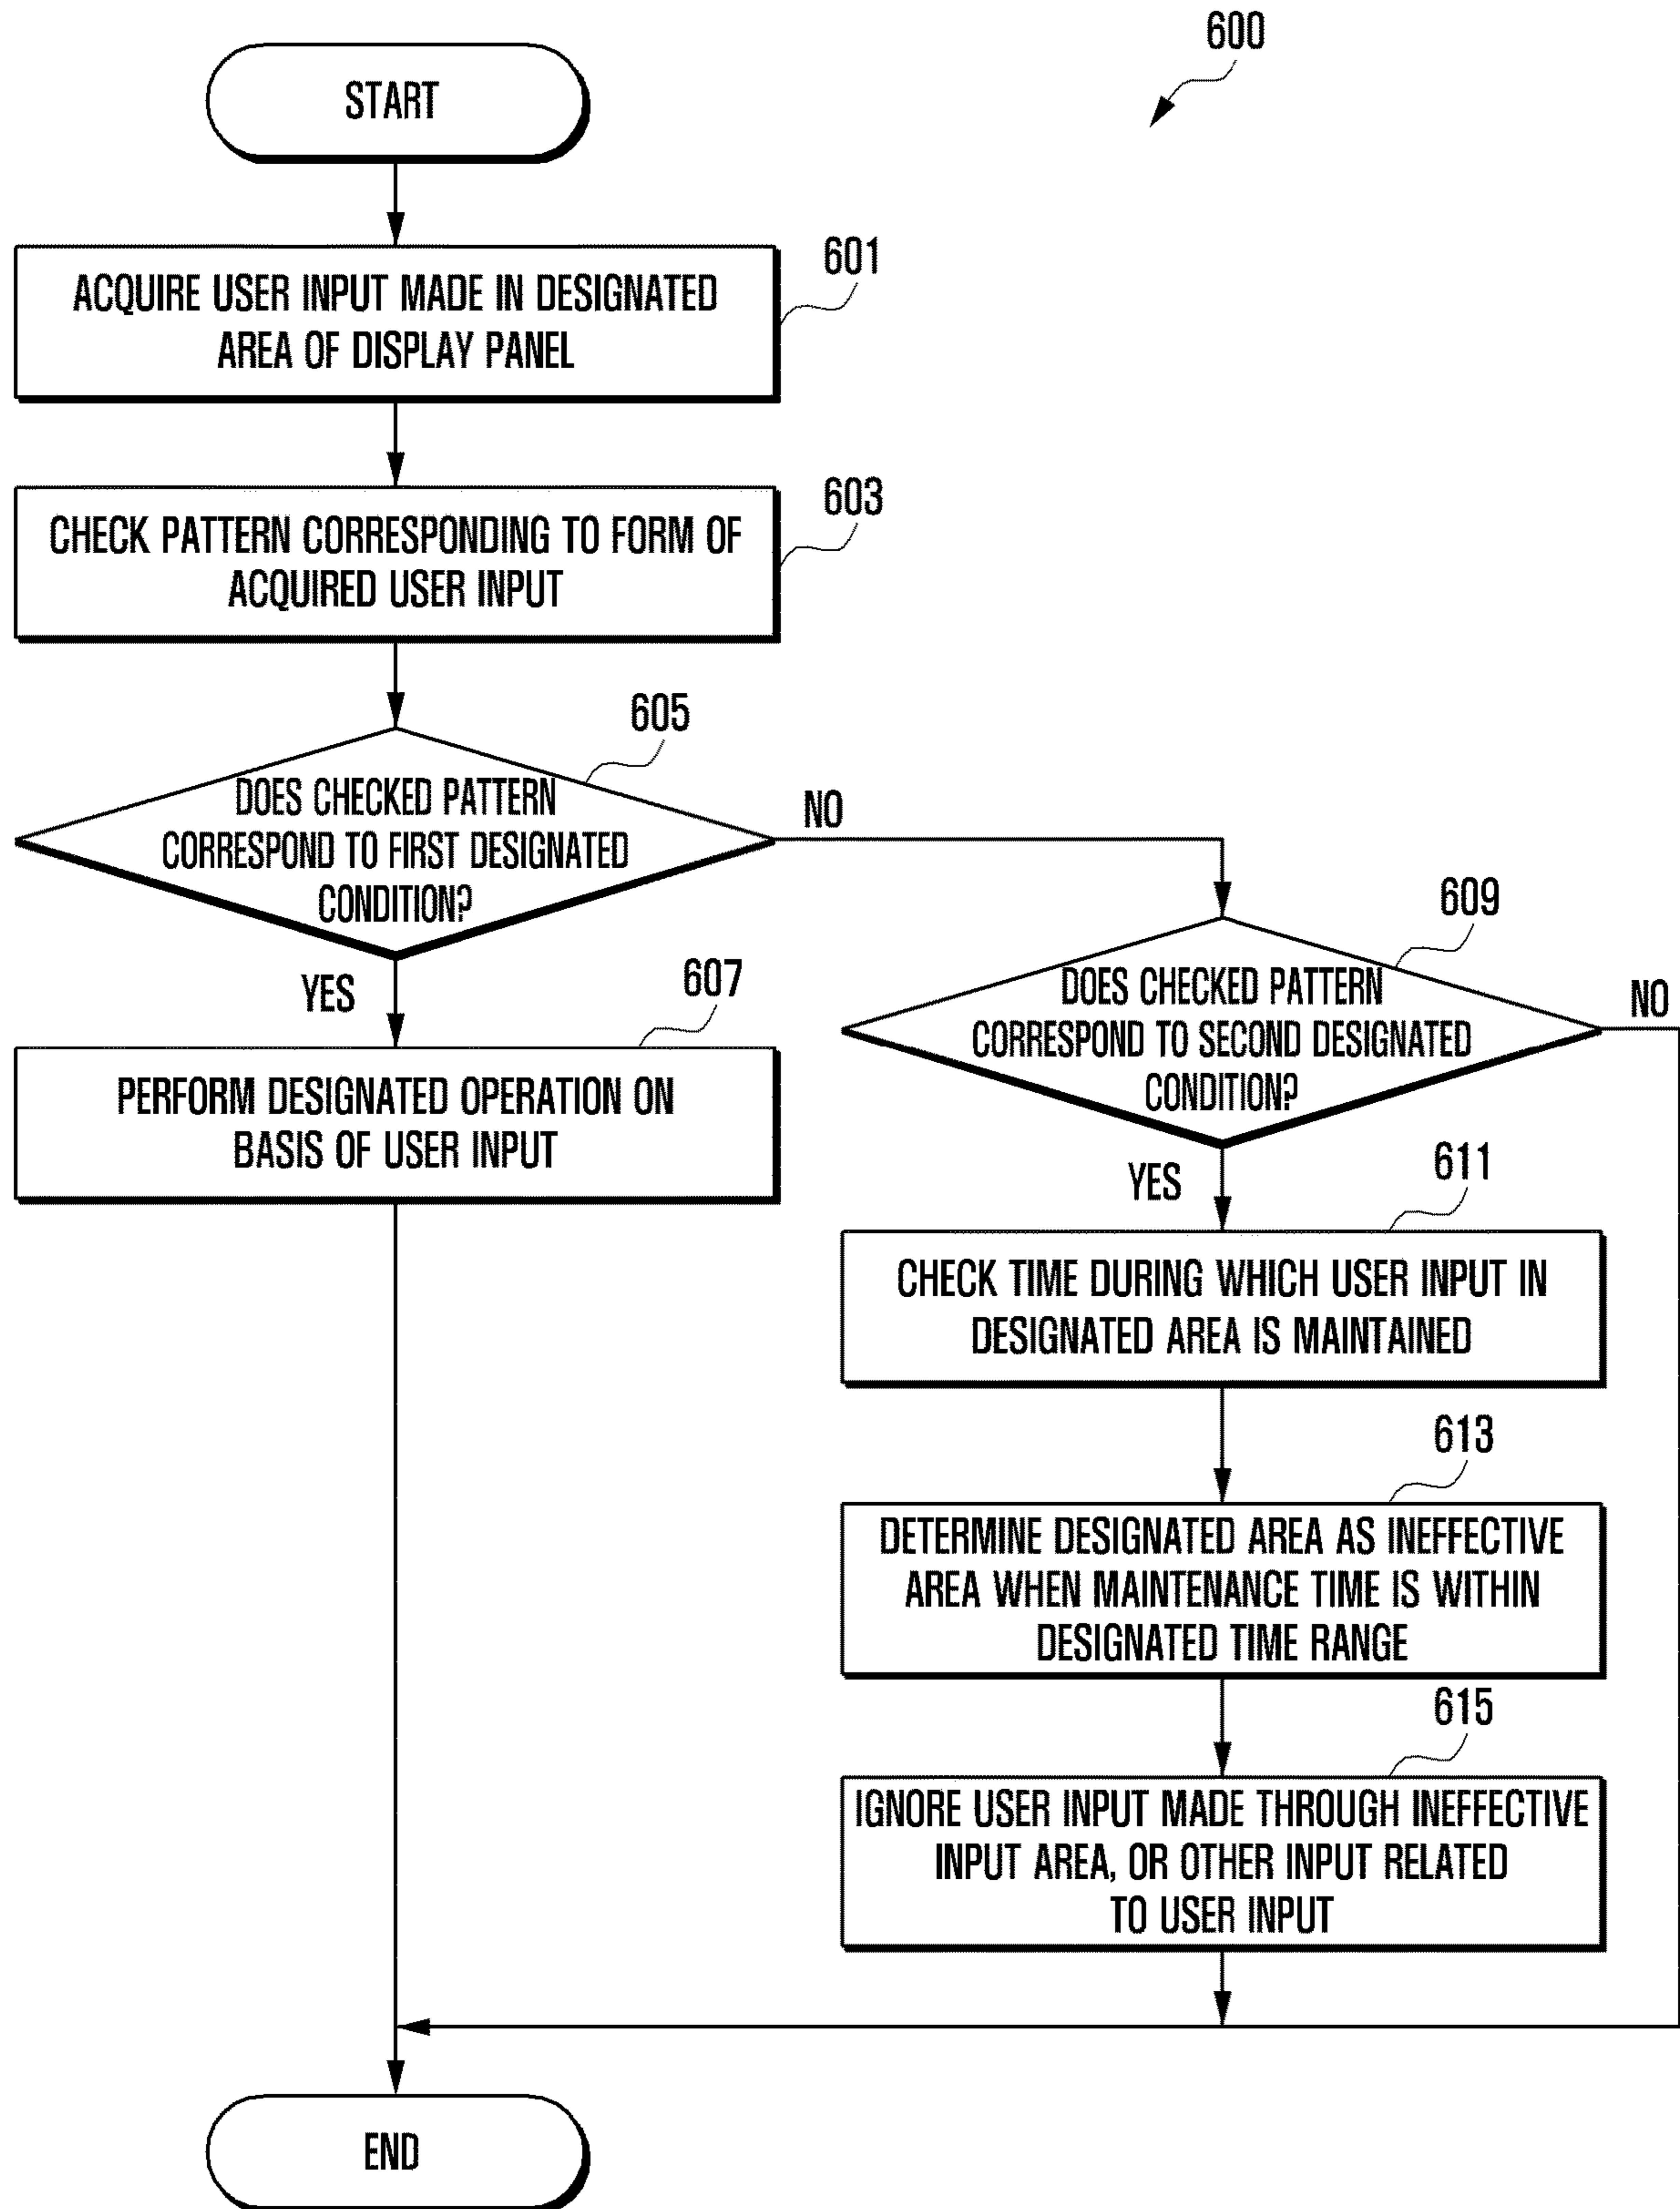 600
START
601
ACQUIRE USER INPUT MADE IN DESIGNATED
AREA OF DISPLAY PANEL
603
CHECK PATTERN CORRESPONDING TO FORM OF
ACQUIRED USER INPUT
605
DOES CHECKED PATTERN
CORRESPOND TO FIRST DESIGNATED
CONDITION?
NO
YES
607
PERFORM DESIGNATED OPERATION ON
BASIS OF USER INPUT
609
DOES CHECKED PATTERN
CORRESPOND TO SECOND DESIGNATED
CONDITION?
NO
YES
611
CHECK TIME DURING WHICH USER INPUT IN
DESIGNATED AREA IS MAINTAINED
613
DETERMINE DESIGNATED AREA AS INEFFECTIVE
AREA WHEN MAINTENANCE TIME IS WITHIN
DESIGNATED TIME RANGE
615
IGNORE USER INPUT MADE THROUGH INEFFECTIVE
INPUT AREA, OR OTHER INPUT RELATED
TO USER INPUT
END